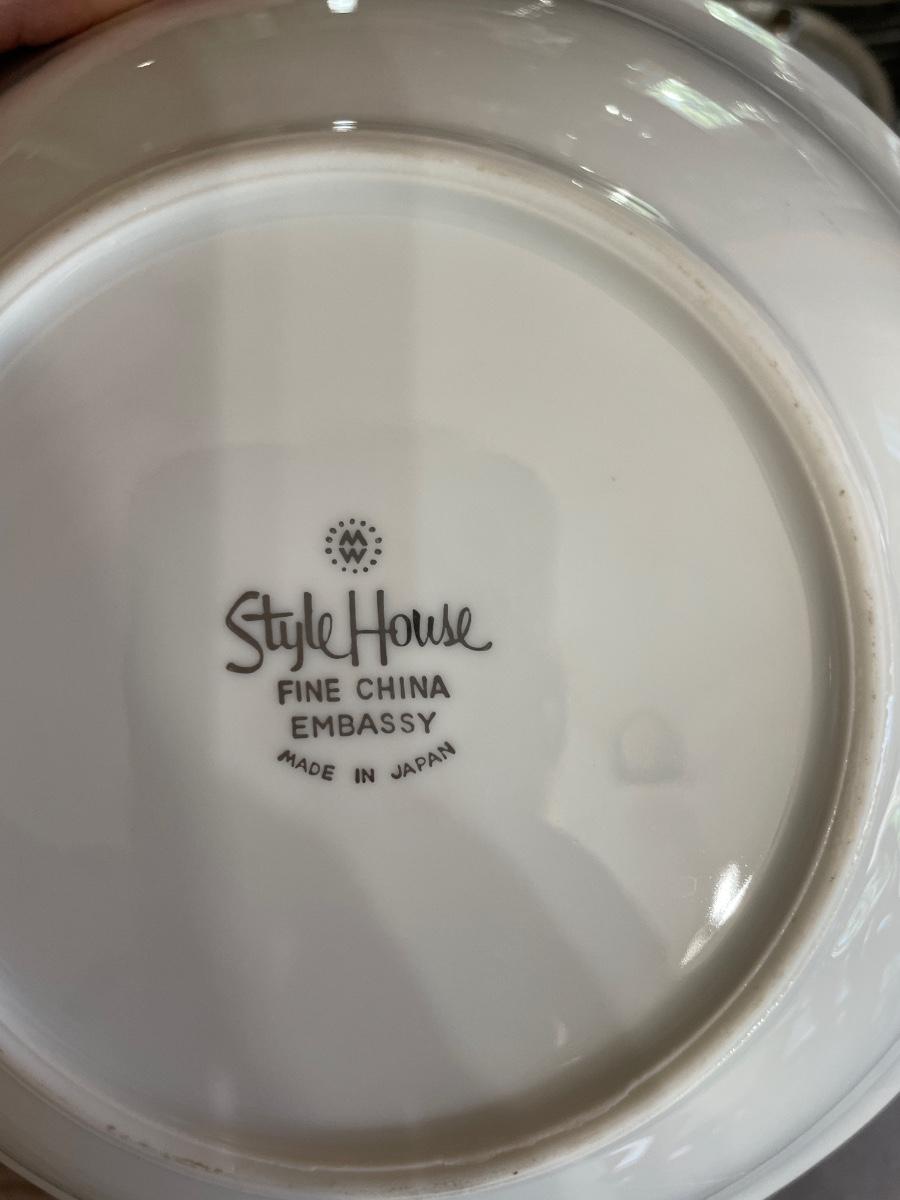 MW
Style House
FINE CHINA
EMBASSY
MADE IN JAPAN